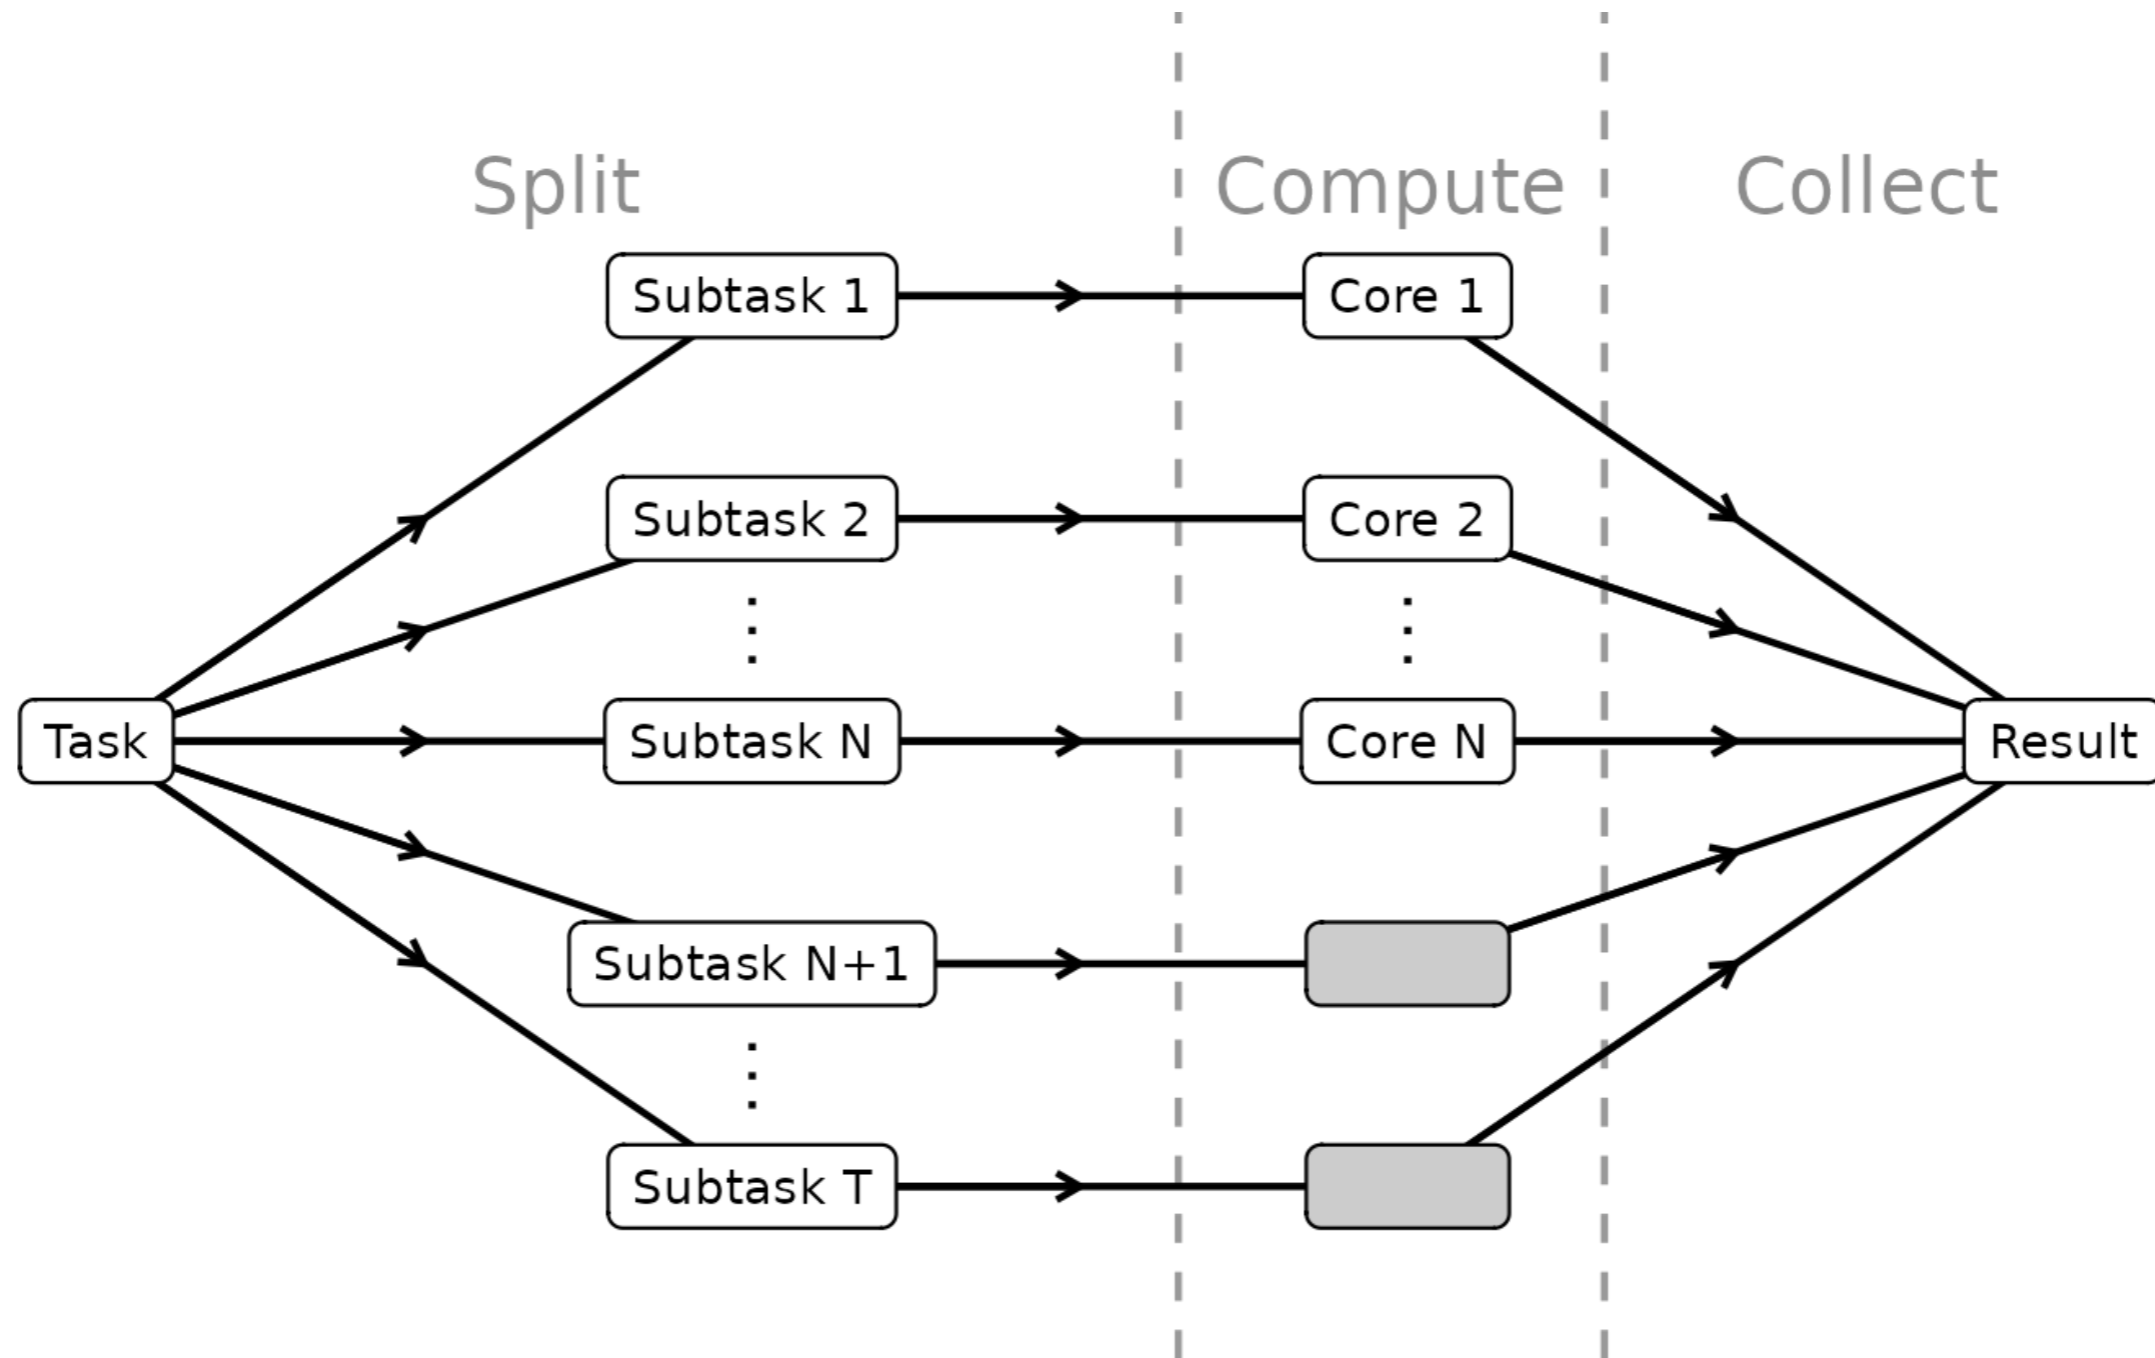 Split
Compute
Collect
Subtask 1
Core 1
Subtask 2
Core 2
Task
Subtask N
Core N
Result
Subtask N+1
Subtask T